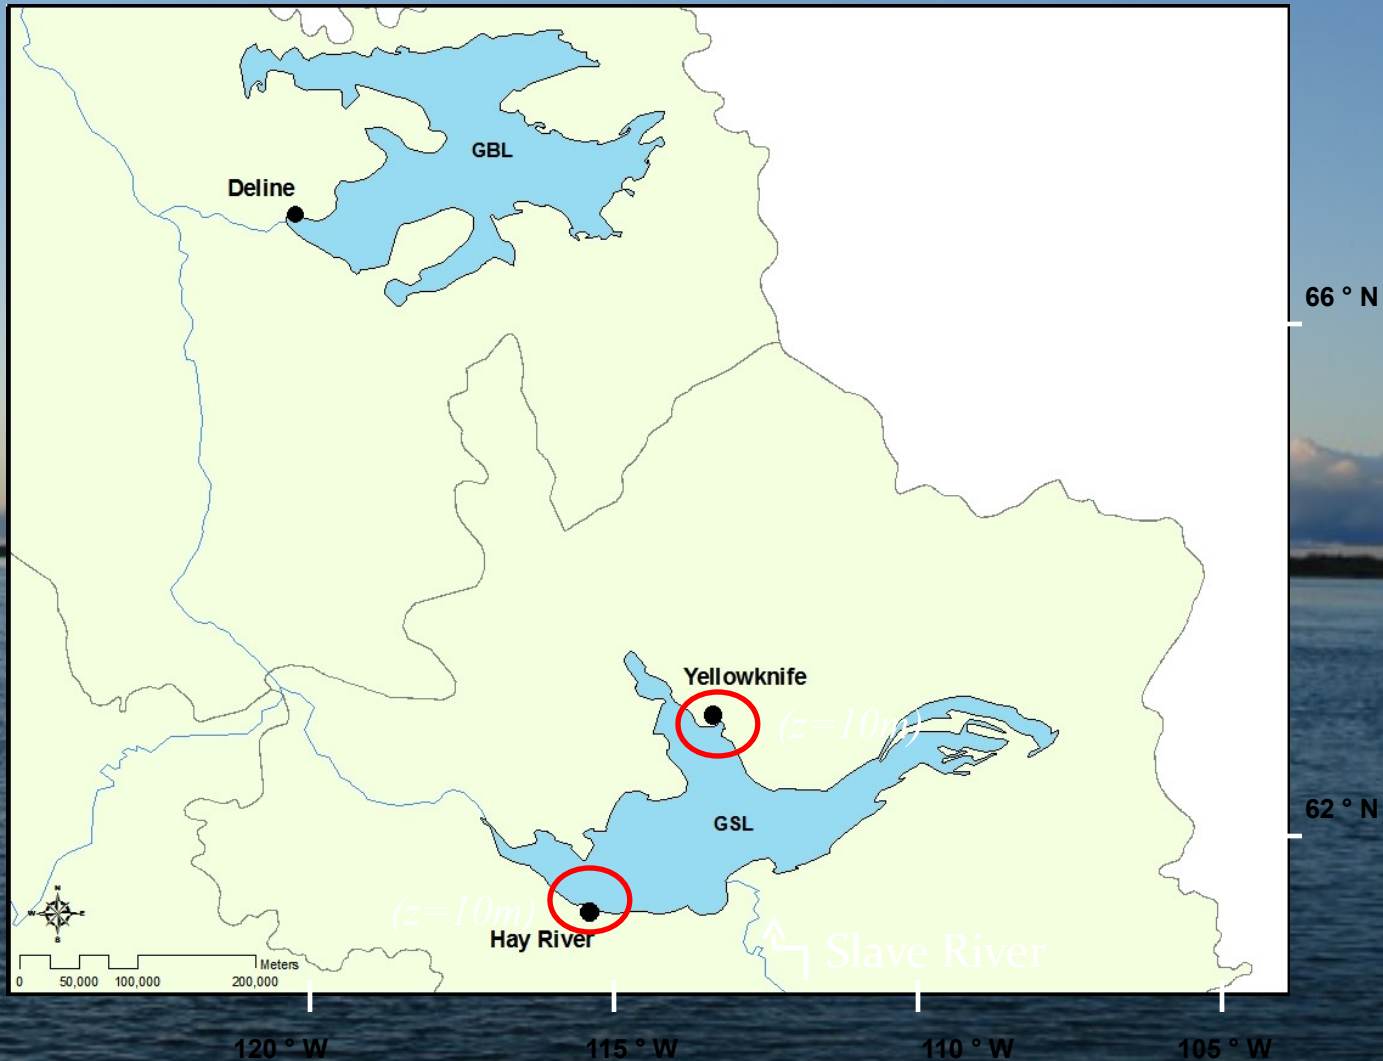 GBL
Deline
66 ° N
Yellowknife
(z=10m)
62 ° N
GSL
(z=10m)
Hay River
Slave River
N
W E
S
Meters
0 50,000 100,000 200,000
120 ° W 115 ° W 110 ° W 105 ° W